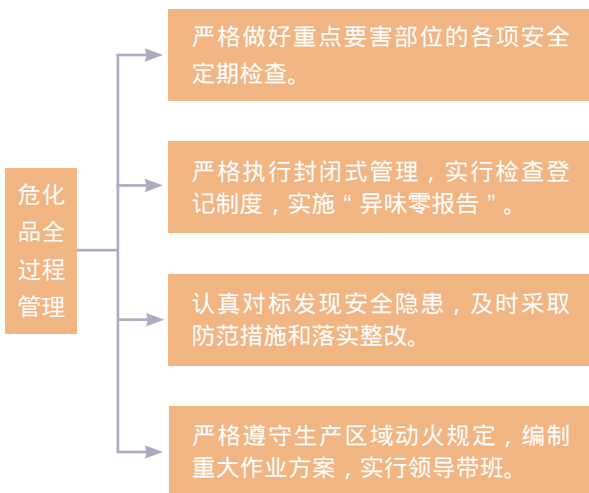 危化
品全
过程
管理
严格做好重点要害部位的各项安全
定期检查。
严格执行封闭式管理，实行检查登
记制度，实施“异味零报告”。
认真对标发现安全隐患，及时采取
防范措施和落实整改。
严格遵守生产区域动火规定，编制
重大作业方案，实行领导带班。